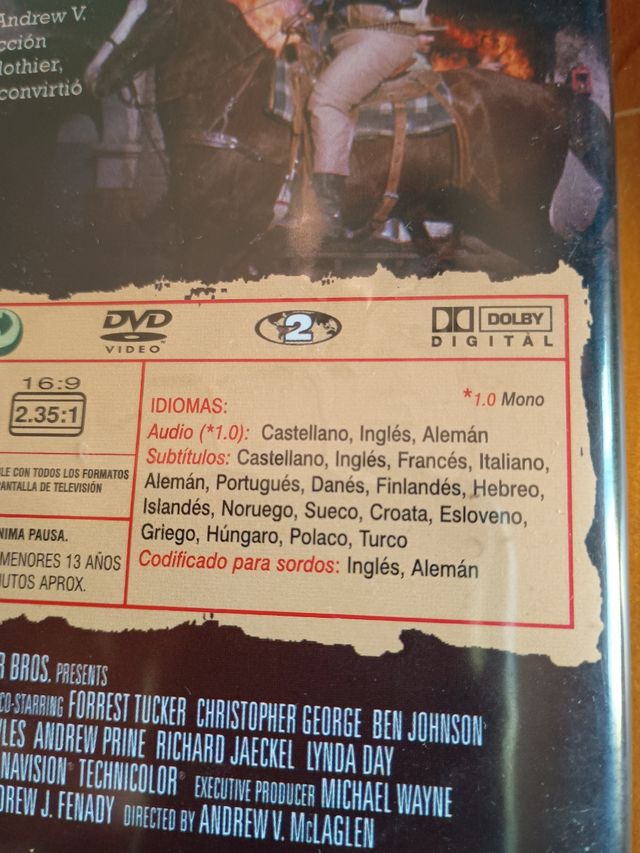 Andrew V.
cción
lothier,
convirtió
DVD
VIDEO
2
DOLBY
DIGITAL
16:9
2.35:1
*1.0 Mono
IDIOMAS:
Audio (*1.0): Castellano, Inglés, Alemán
Subtítulos: Castellano, Inglés, Francés, Italiano,
Alemán, Portugués, Danés, Finlandés, Hebreo,
Islandés, Noruego, Sueco, Croata, Esloveno,
Griego, Húngaro, Polaco, Turco
Codificado para sordos: Inglés, Alemán
LE CON TODOS LOS FORMATOS
ANTALLA DE TELEVISIÓN
NIMA PAUSA.
MENORES 13 AÑOS
UTOS APROX.
R BROS. PRESENTS
CO-STARRING FORREST TUCKER CHRISTOPHER GEORGE BEN JOHNSON
LES ANDREW PRINE RICHARD JAECKEL LYNDA DAY
NAVISION® TECHNICOLOR® EXECUTIVE PRODUCER MICHAEL WAYNE
DREW J. FENADY DIRECTED BY ANDREW V. McLAGLEN